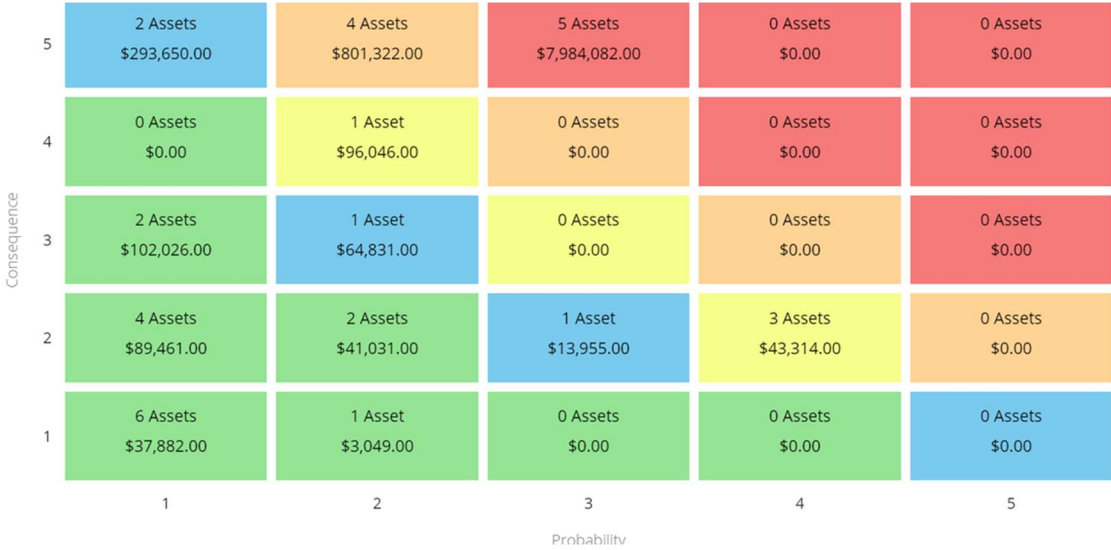 2 Assets
$293,650.00
4 Assets
$801,322.00
5 Assets
$7,984,082.00
0 Assets
$0.00
0 Assets
$0.00
5
0 Assets
$0.00
1 Asset
$96,046.00
0 Assets
$0.00
0 Assets
$0.00
0 Assets
$0.00
4
Consequence
2 Assets
$102,026.00
1 Asset
$64,831.00
0 Assets
$0.00
0 Assets
$0.00
0 Assets
$0.00
3
4 Assets
$89,461.00
2 Assets
$41,031.00
1 Asset
$13,955.00
3 Assets
$43,314.00
0 Assets
$0.00
2
6 Assets
$37,882.00
1 Asset
$3,049.00
0 Assets
$0.00
0 Assets
$0.00
0 Assets
$0.00
1
1 2 3 4 5
Probability